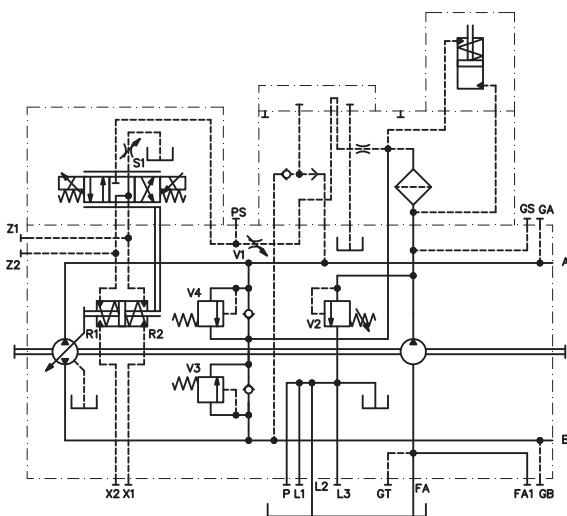 S1
PS
GS GA
Z1
Z2
V1
A
V4
V2
R1
R2
V3
B
X2 X1
P L1
L2
L3
GT
FA
FA1 GB